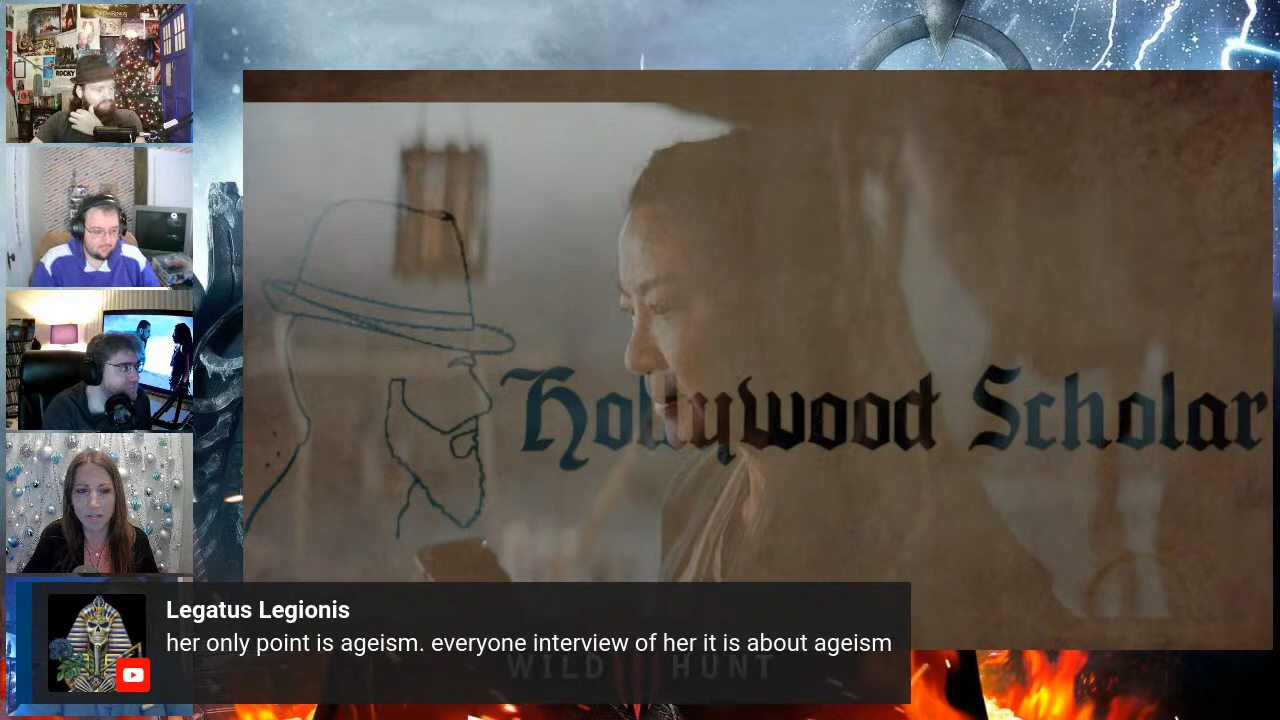 ROCKY
Hollywood Scholar
Legatus Legionis
her only point is ageism. everyone interview of her it is about ageism
WILD HUNT